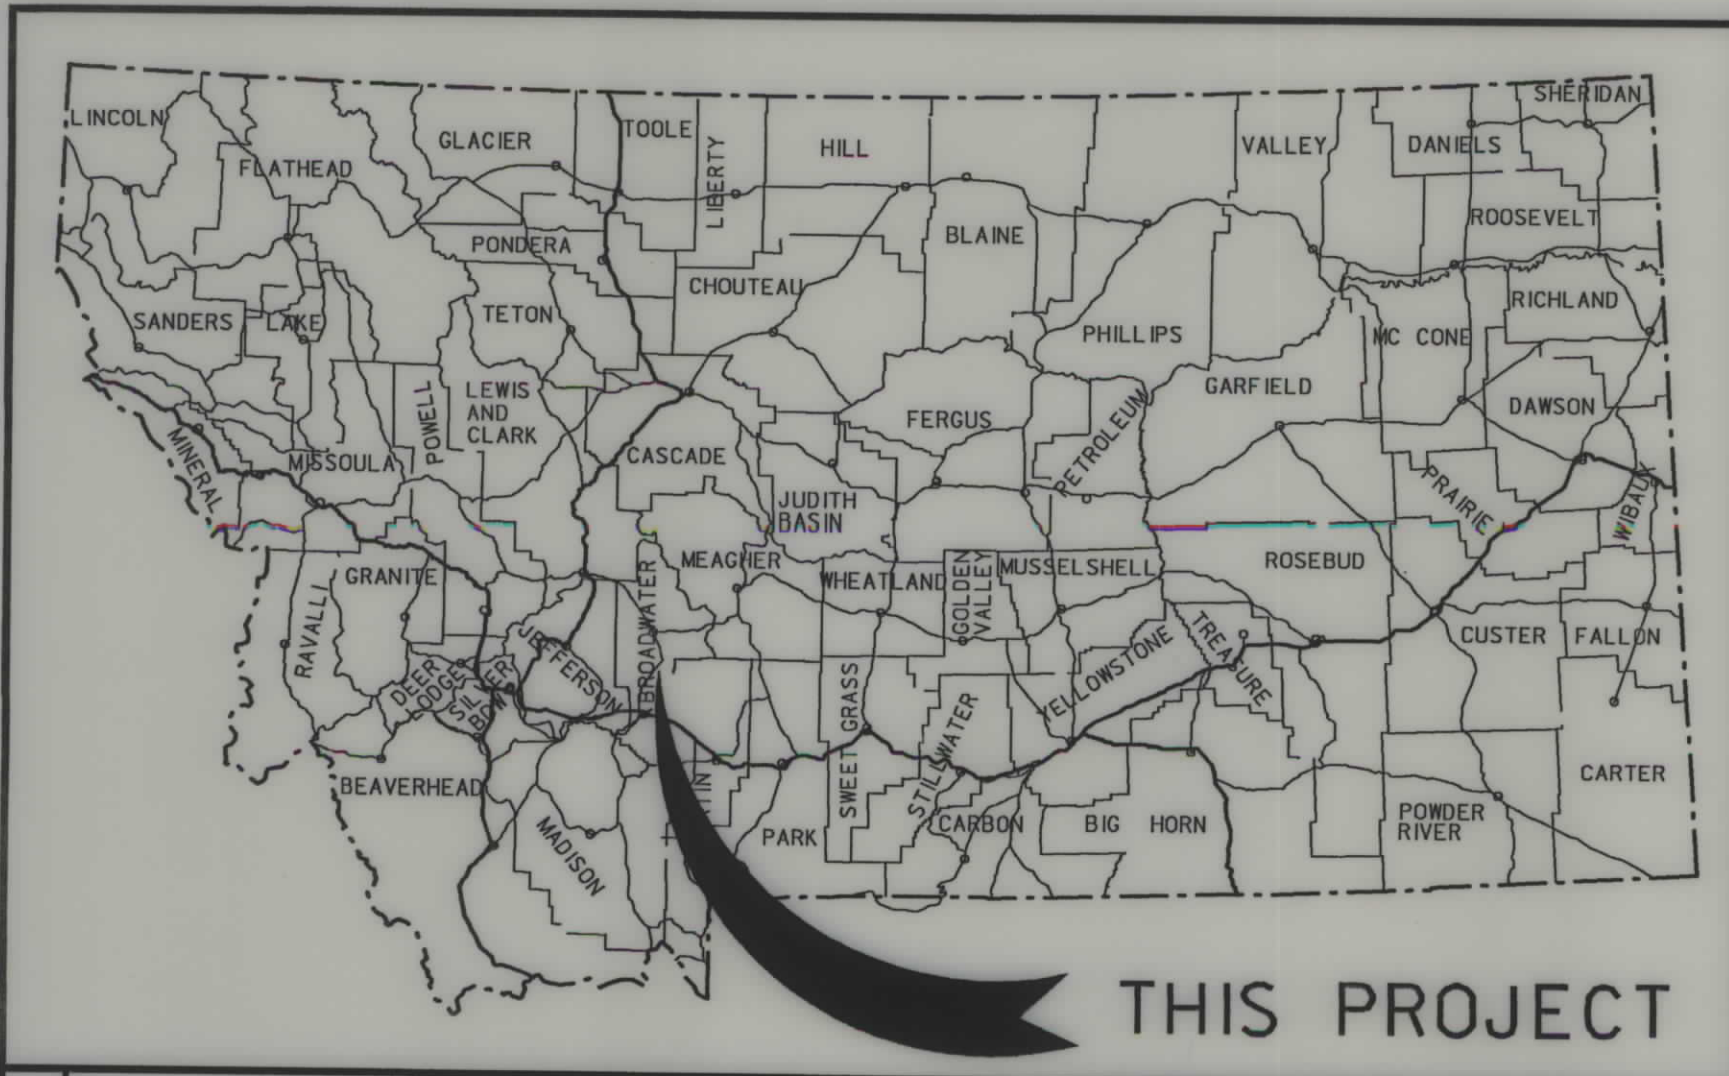 SHERIDAN
LINCOLN
TOOLE
GLACIER
HILL
VALLEY
DANIELS
FLATHEAD
LIBERTY
ROOSEVELT
PONDERA
BLAINE
CHOUTEAU
RICHLAND
SANDERS
LAKE
TETON
PHILLIPS
MC CONE
POWELL
LEWIS
AND
CLARK
GARFIELD
FERGUS
PETROLEUM
DAWSON
MINERAL
MISSOULA
CASCADE
JUDITH
BASIN
PRAIRIE
WIBAUX
GRANITE
MEAGHER
WHEATLAND
GOLDEN
VALLEY
MUSSELSHELL
ROSEBUD
RAVALLI
BROADWATER
JEFFERSON
DEER
LODGE
SILVER
BOW
TREASURE
CUSTER
FALLON
YELLOWSTONE
SWEET GRASS
STILLWATER
BEAVERHEAD
MADISON
TIN
PARK
CARBON
BIG HORN
POWDER
RIVER
CARTER
THIS PROJECT